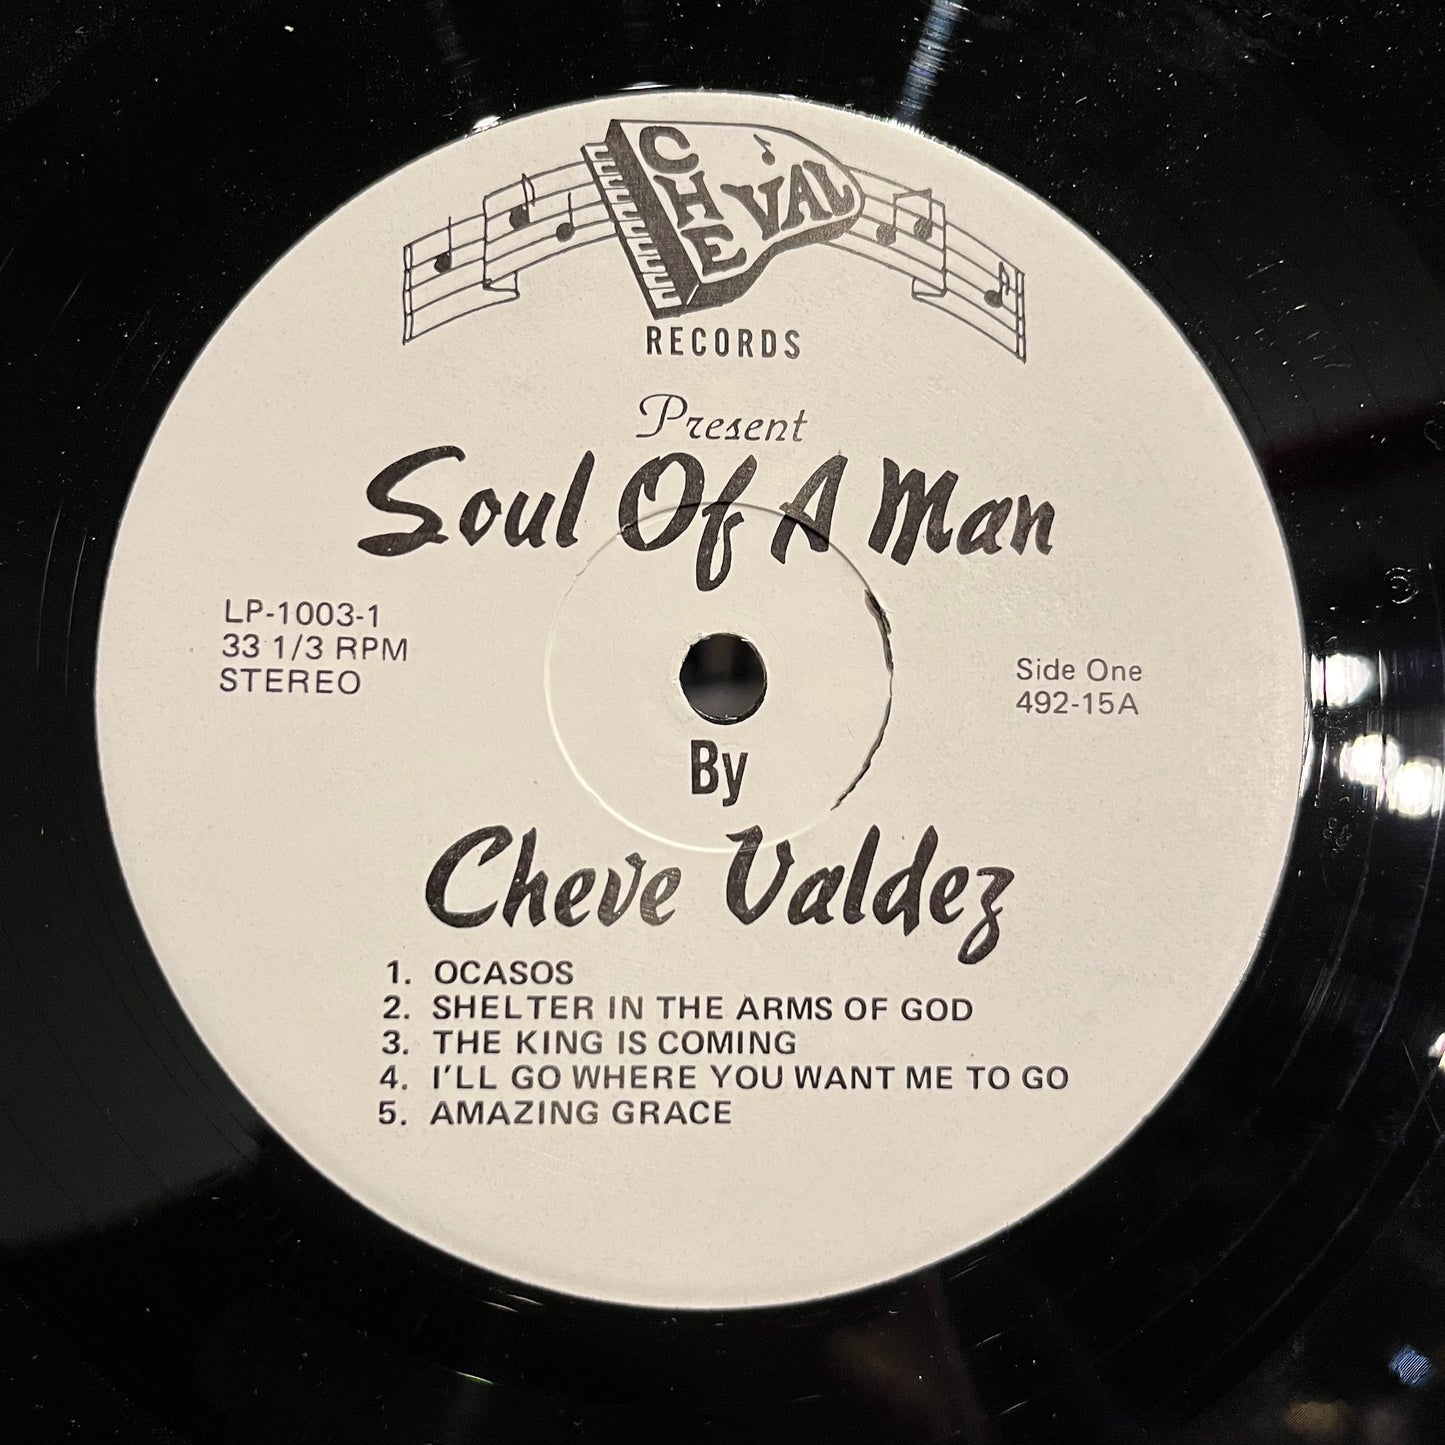 CHEVAL
RECORDS
Present
Soul Of A Man
LP-1003-1
33 1/3 RPM
STEREO
Side One
492-15A
By
Cheve Valdez
1. OCASOS
2. SHELTER IN THE ARMS OF GOD
3. THE KING IS COMING
4. I'LL GO WHERE YOU WANT ME TO GO
5. AMAZING GRACE